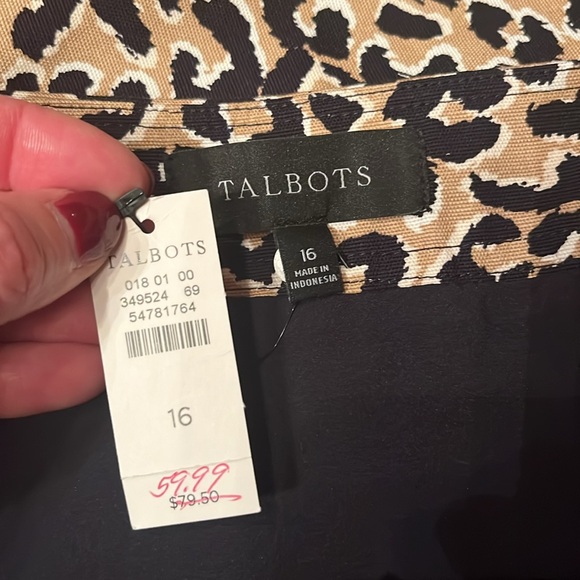 TALBOTS
16
MADE IN
INDONESIA
TALBOTS
018 01 00
349524 69
54781764
16
59.99
$79.50